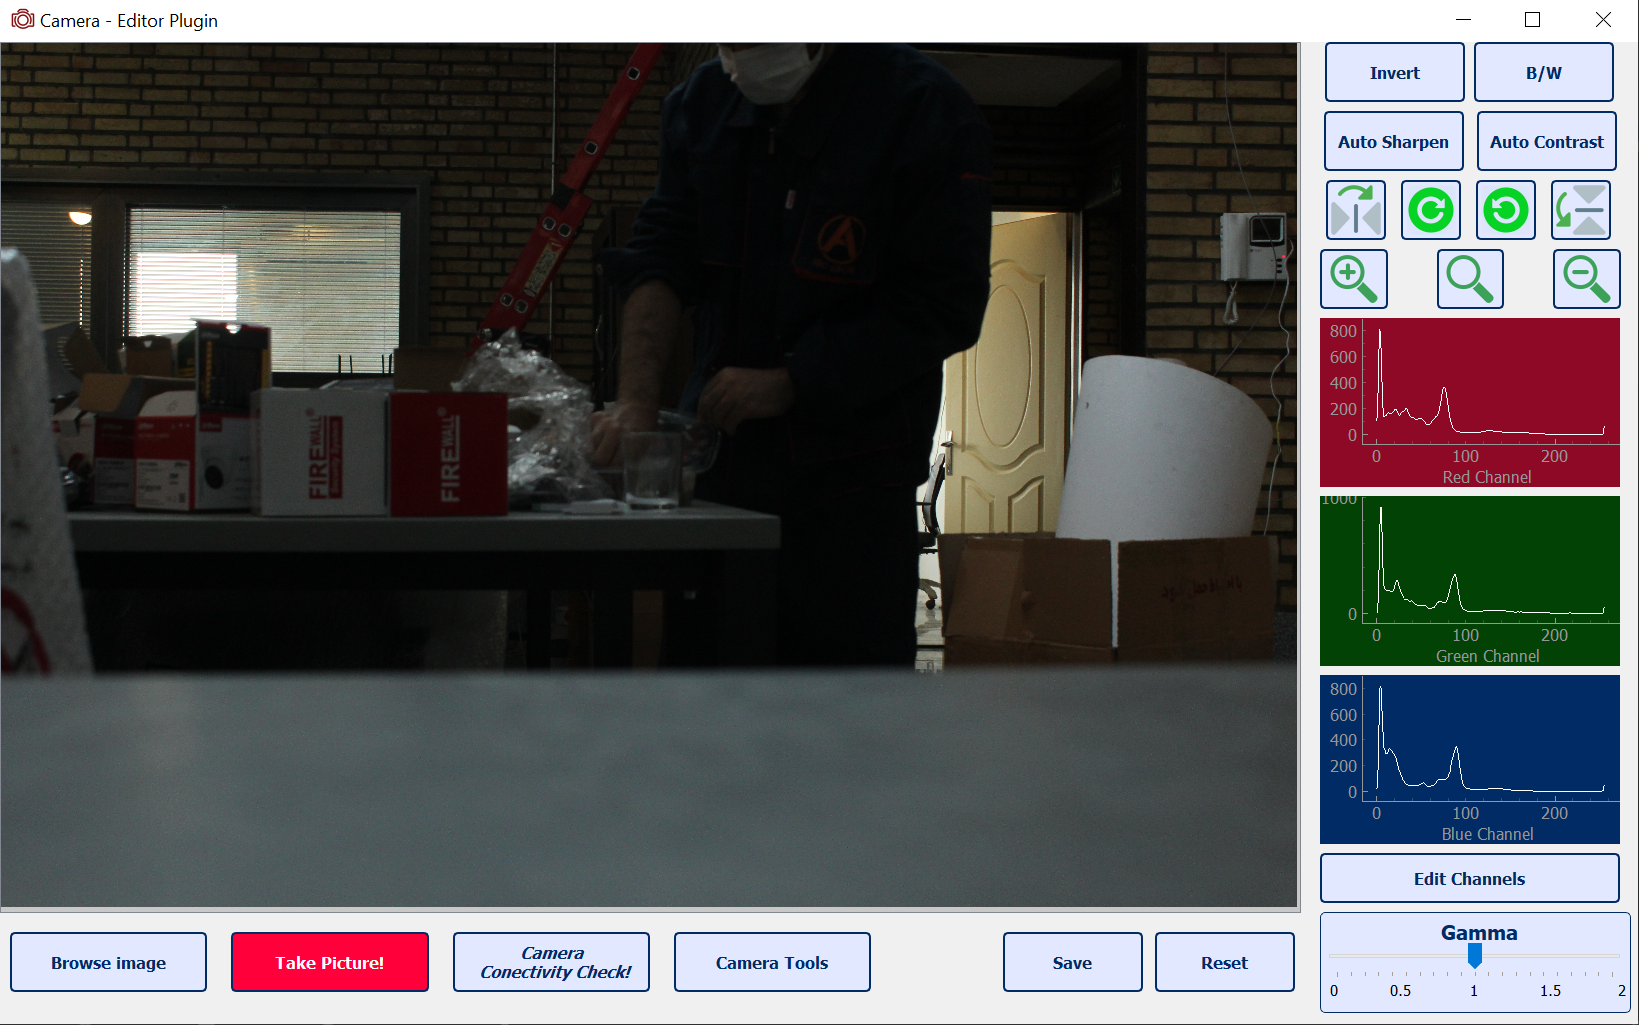 Camera - Editor Plugin
Invert
B/W
Auto Sharpen
Auto Contrast
FIREWALL
Security System
FIREWALL
800
600
400
200
0
0
100
200
Red Channel
1000
0
0
100
200
Green Channel
800
600
400
200
0
0
100
200
Blue Channel
Edit Channels
Gamma
0
0.5
1
1.5
2
Browse image
Take Picture!
Camera
Conectivity Check!
Camera Tools
Save
Reset